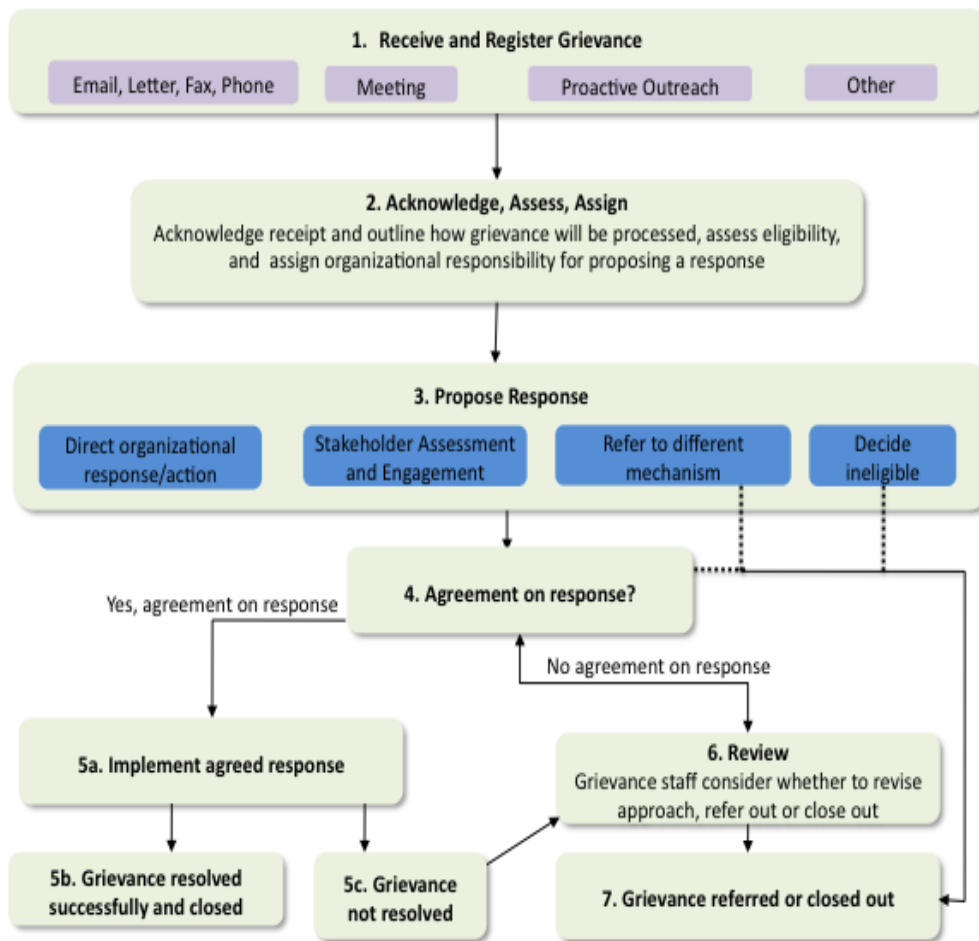 1. Receive and Register Grievance
Email, Letter, Fax, Phone
Meeting
Proactive Outreach
Other
2. Acknowledge, Assess, Assign
Acknowledge receipt and outline how grievance will be processed, assess eligibility,
and assign organizational responsibility for proposing a response
3. Propose Response
Direct organizational
response/action
Stakeholder Assessment
and Engagement
Refer to different
mechanism
Decide
ineligible
4. Agreement on response?
Yes, agreement on response
No agreement on response
5a. Implement agreed response
6. Review
Grievance staff consider whether to revise
approach, refer out or close out
5b. Grievance resolved
successfully and closed
5c. Grievance
not resolved
7. Grievance referred or closed out